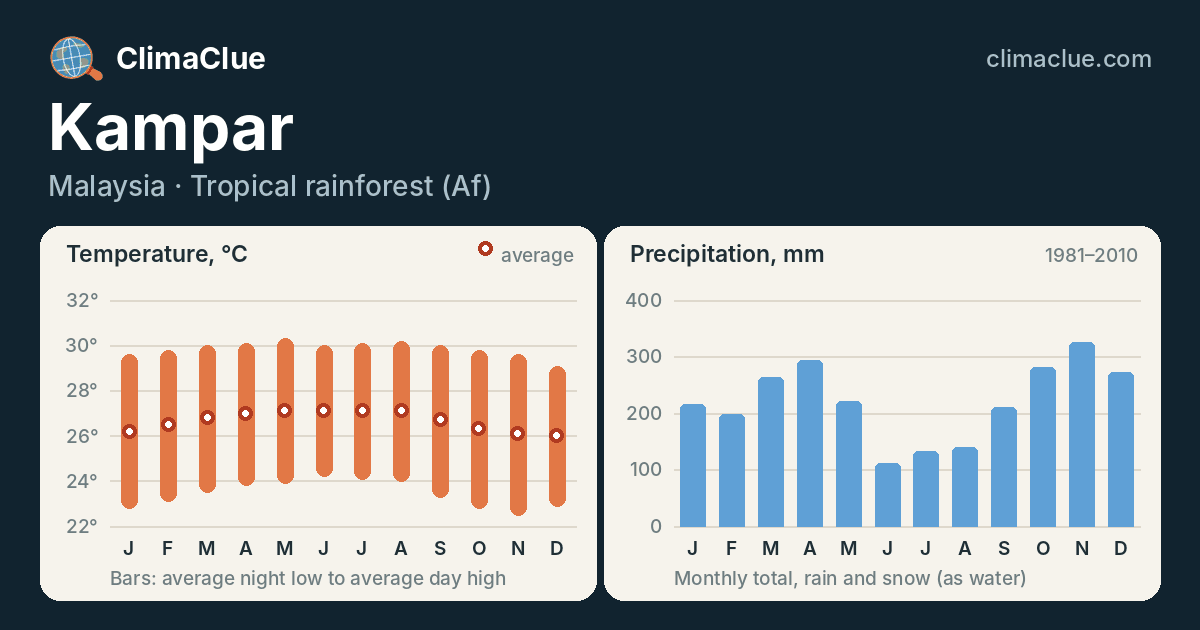 ClimaClue
climaclue.com
Kampar
Malaysia · Tropical rainforest (Af)
Temperature, °C
average
32°
30°
28°
26°
24°
22°
J F M A M J J A S O N D
Bars: average night low to average day high
Precipitation, mm
1981–2010
400
300
200
100
0
J F M A M J J A S O N D
Monthly total, rain and snow (as water)